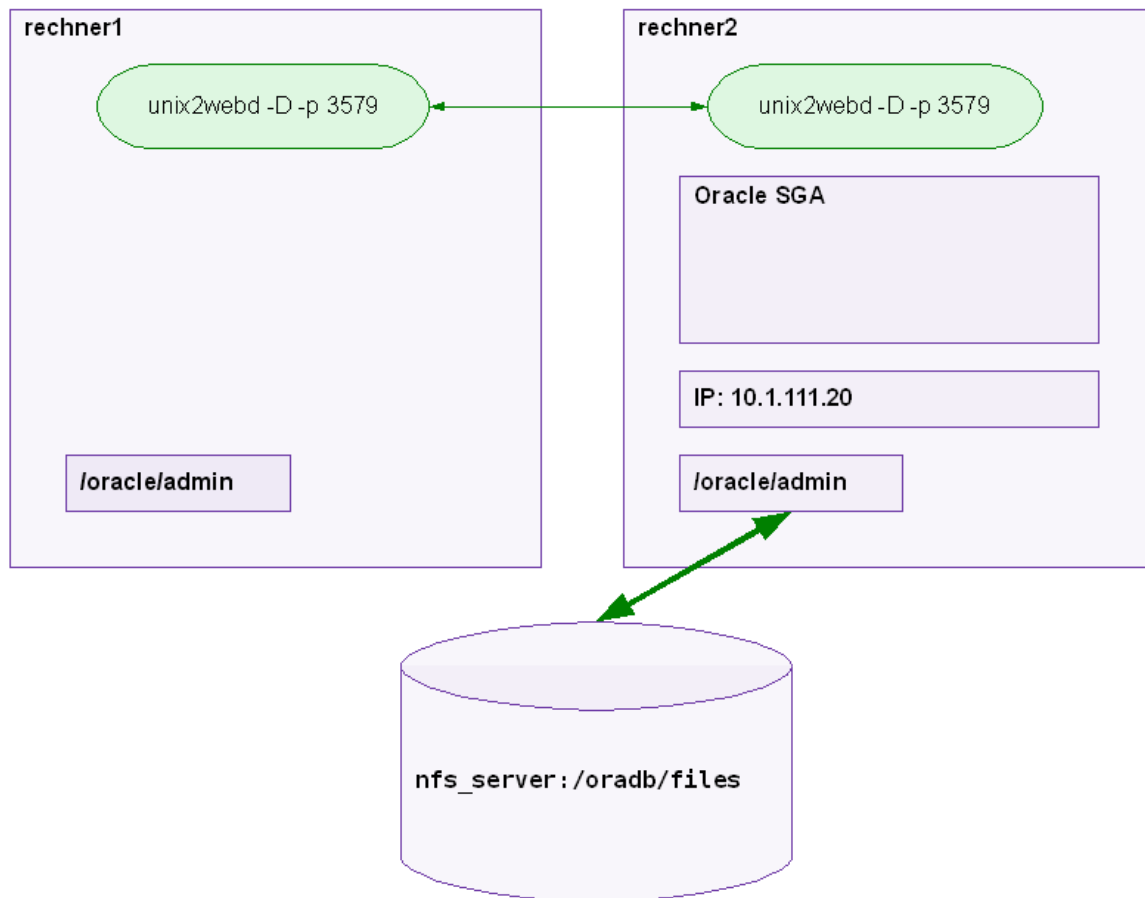 rechner1
rechner2
unix2webd -D -p 3579
unix2webd -D -p 3579
Oracle SGA
IP: 10.1.111.20
/oracle/admin
/oracle/admin
nfs_server:/oradb/files